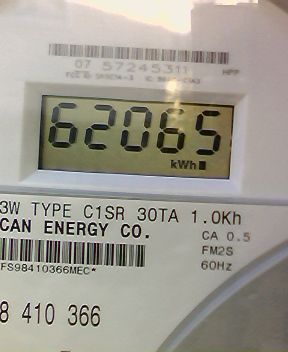 07 57245311
62065
kWh
3W TYPE C1SR 30TA 1.0Kh
CAN ENERGY CO. CA 0.5
FM2S
FS98410366MEC* 60Hz
8 410 366